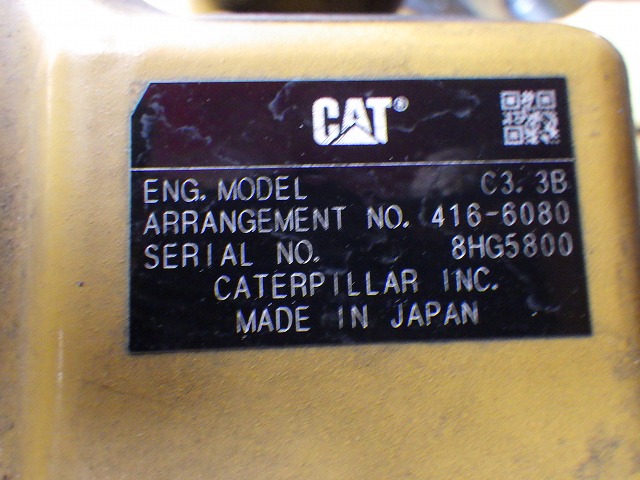 CAT®
ENG. MODEL C3.3B
ARRANGEMENT NO. 416-6080
SERIAL NO. 8HG5800
CATERPILLAR INC.
MADE IN JAPAN